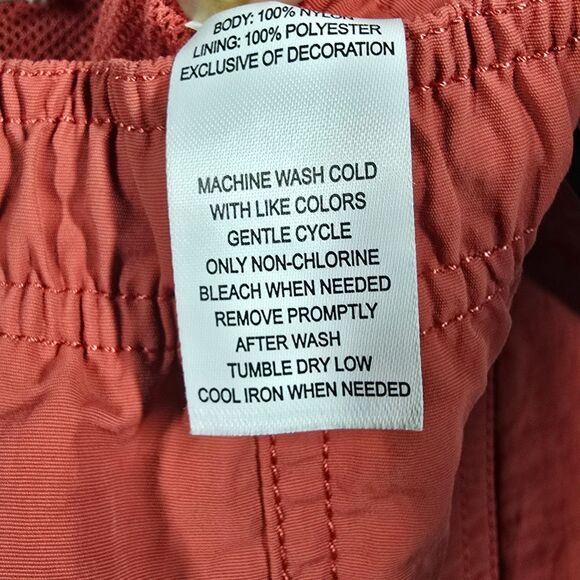 BODY: 100% NYLON
LINING: 100% POLYESTER
EXCLUSIVE OF DECORATION
MACHINE WASH COLD
WITH LIKE COLORS
GENTLE CYCLE
ONLY NON-CHLORINE
BLEACH WHEN NEEDED
REMOVE PROMPTLY
AFTER WASH
TUMBLE DRY LOW
COOL IRON WHEN NEEDED